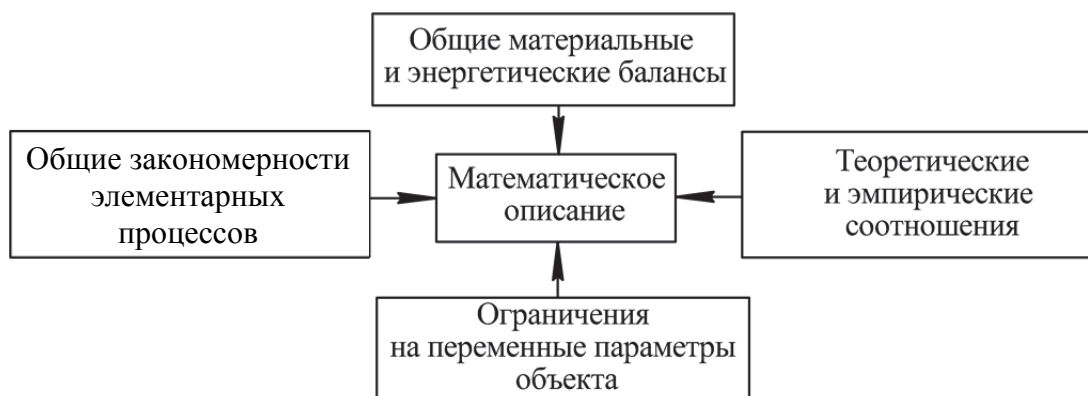 Общие материальные
и энергетические балансы
Общие закономерности
элементарных
процессов
Математическое
описание
Теоретические
и эмпирические
соотношения
Ограничения
на переменные параметры
объекта